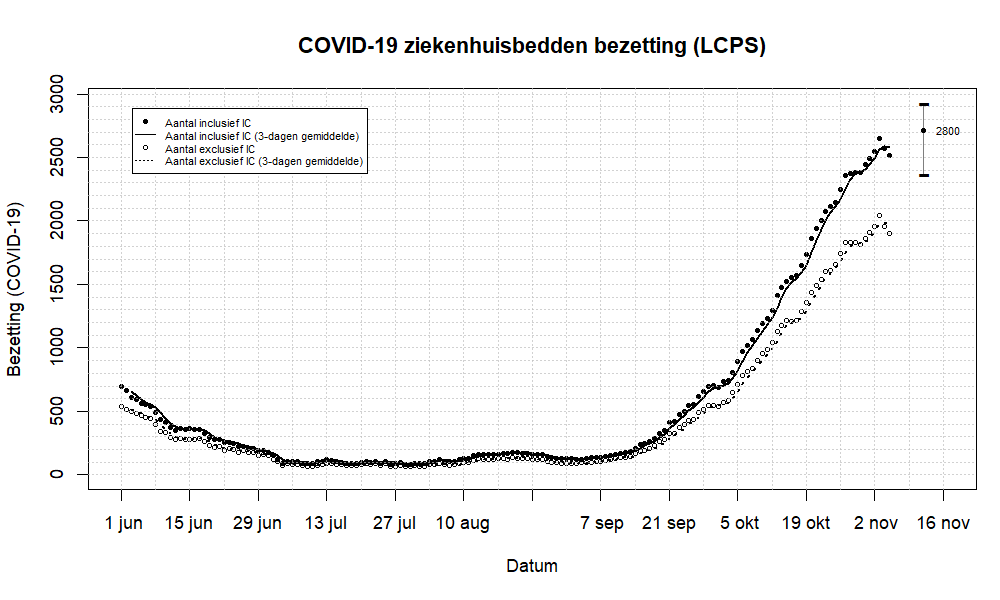 COVID-19 ziekenhuisbedden bezetting (LCPS)
Bezetting (COVID-19)
3000
2500
2000
1500
1000
500
0
Aantal inclusief IC
Aantal inclusief IC (3-dagen gemiddelde)
Aantal exclusief IC
Aantal exclusief IC (3-dagen gemiddelde)
2800
1 jun 15 jun 29 jun 13 jul 27 jul 10 aug 7 sep 21 sep 5 okt 19 okt 2 nov 16 nov
Datum